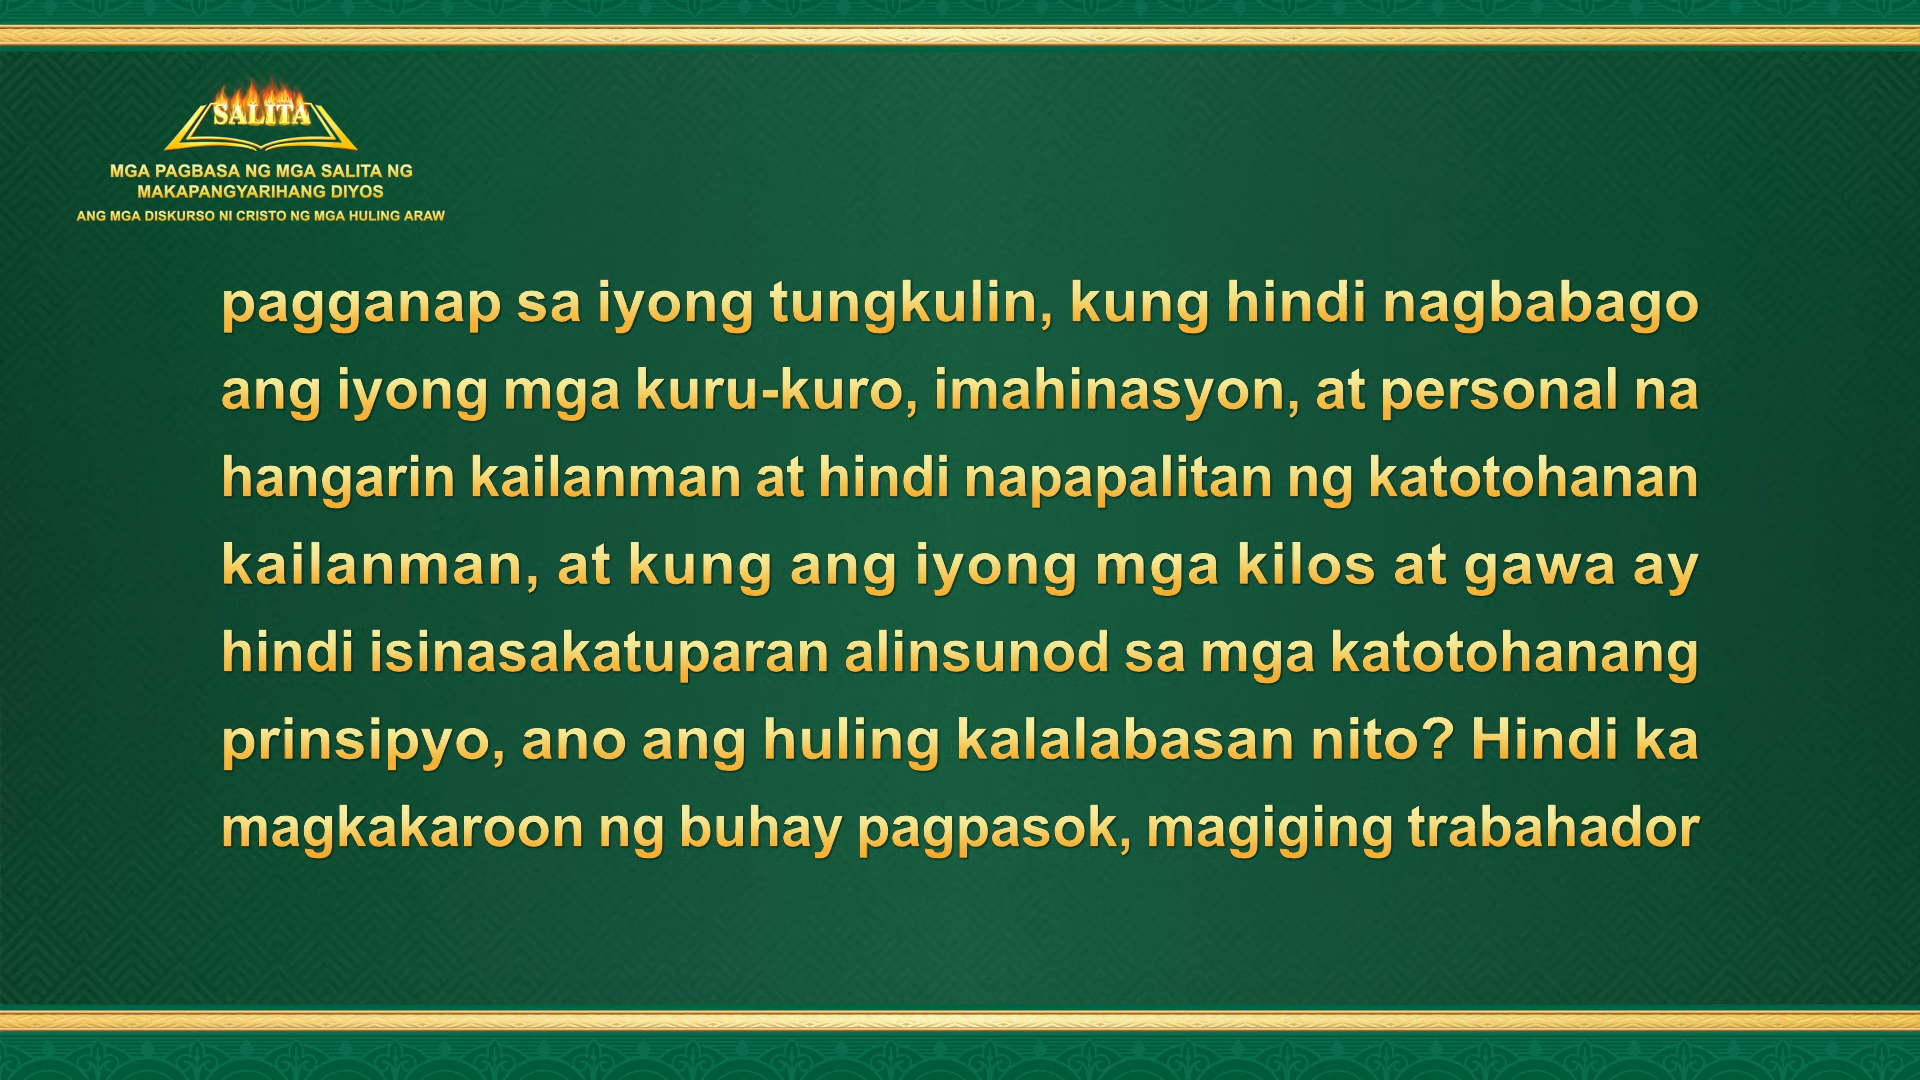 SALITA
MGA PAGBASA NG MGA SALITA NG
MAKAPANGYARIHANG DIYOS
ANG MGA DISKURSO NI CRISTO NG MGA HULING ARAW
pagganap sa iyong tungkulin, kung hindi nagbabago
ang iyong mga kuru-kuro, imahinasyon, at personal na
hangarin kailanman at hindi napapalitan ng katotohanan
kailanman, at kung ang iyong mga kilos at gawa ay
hindi isinasakatuparan alinsunod sa mga katotohanang
prinsipyo, ano ang huling kalalabasan nito? Hindi ka
magkakaroon ng buhay pagpasok, magiging trabahador